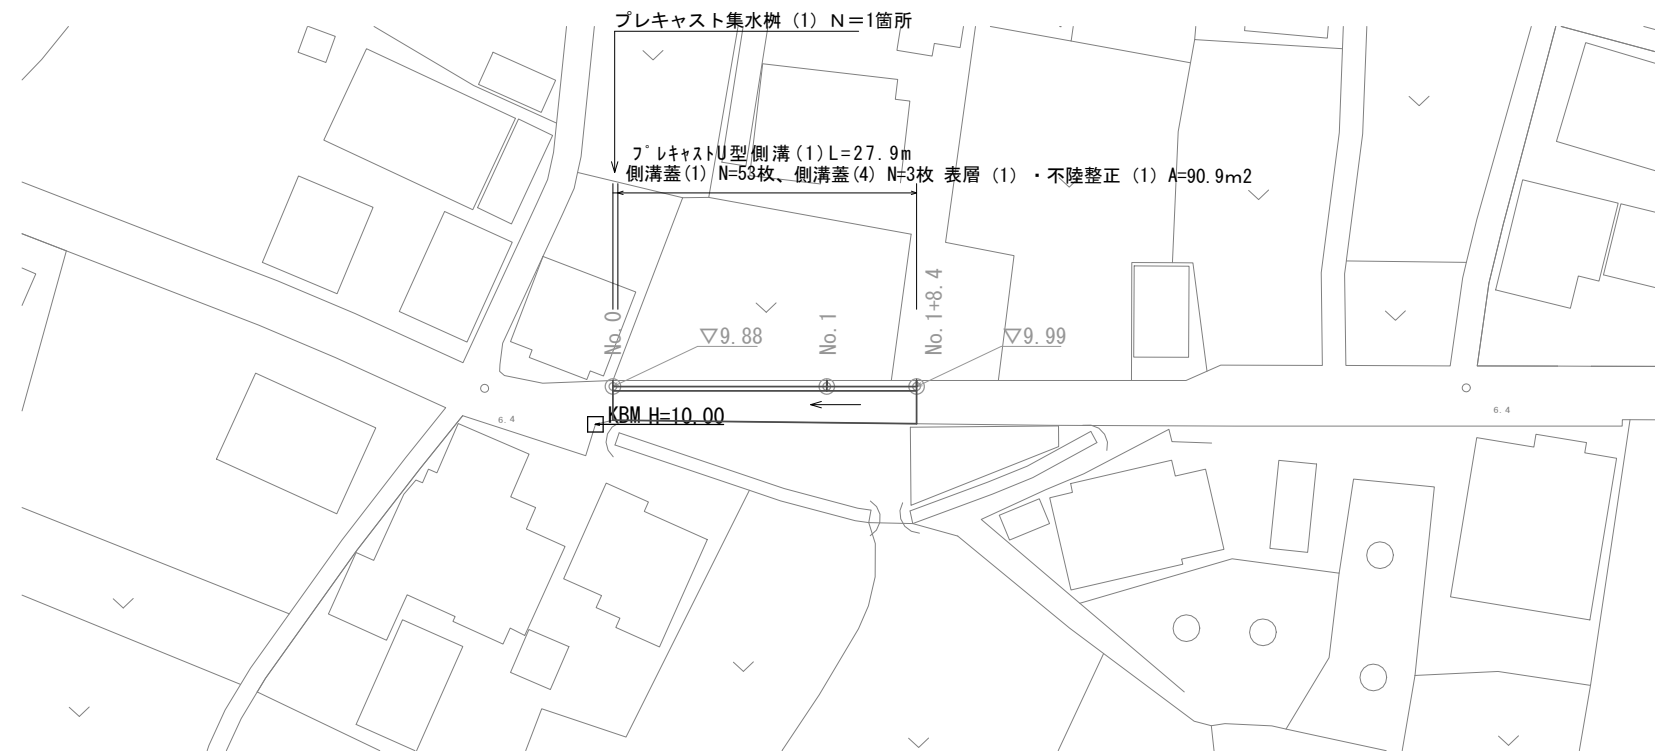 プレキャスト集水桝（1）N＝1箇所
ﾌﾟﾚｷｬｽﾄU型側溝(1)L=27.9m
側溝蓋(1) N=53枚、側溝蓋(4) N=3枚 表層（1）・不陸整正（1）A=90.9m2
No.0
▽9.88
No.1
No.1+8.4
▽9.99
KBM H=10.00
6.4
6.4